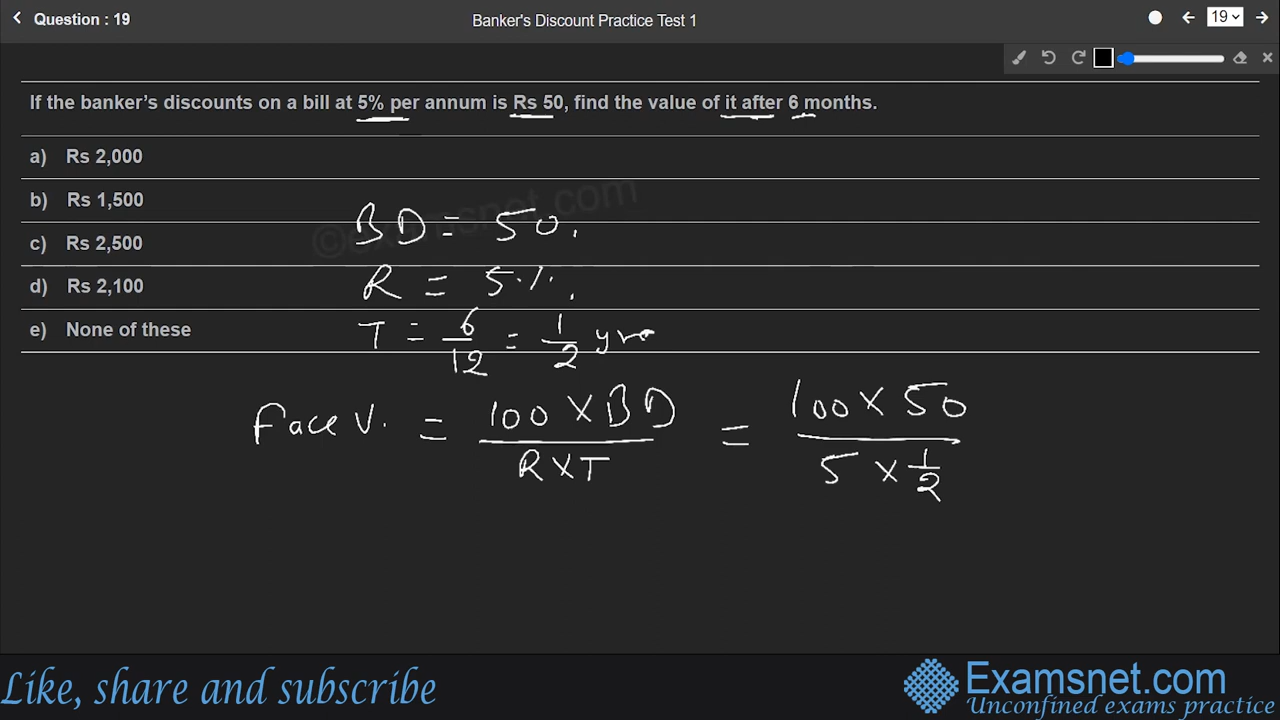 Question : 19
Banker's Discount Practice Test 1
19
If the banker's discounts on a bill at 5% per annum is Rs 50, find the value of it after 6 months.
a) Rs 2,000
b) Rs 1,500
c) Rs 2,500
d) Rs 2,100
e) None of these
©examsnet.com
BD = 50.
R = 5%.
T = 6/12 = 1/2 yrs
Face V. = 100 X BD / R X T = 100 X 50 / 5 X 1/2
Like, share and subscribe
Examsnet.com
Unconfined exams practice